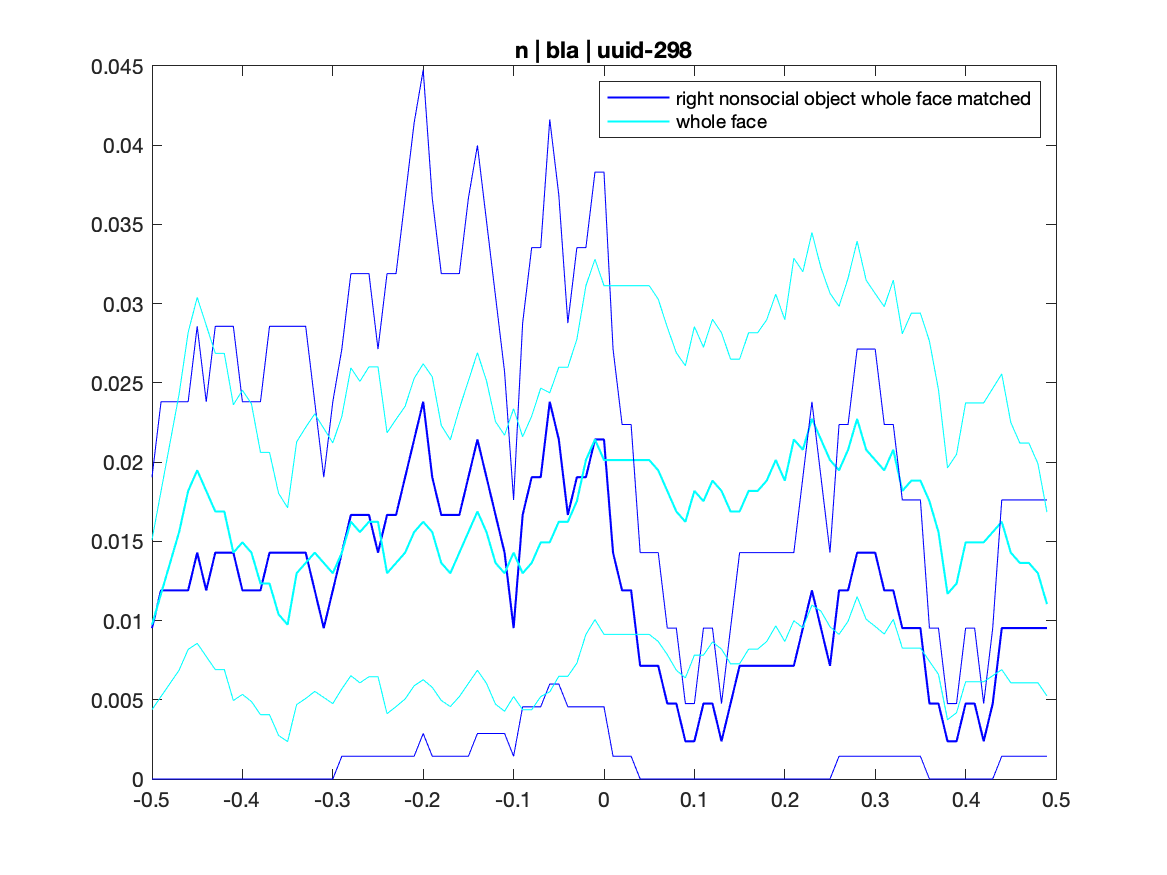 n | bla | uuid-298
right nonsocial object whole face matched
whole face
0.045
0.04
0.035
0.03
0.025
0.02
0.015
0.01
0.005
0
-0.5 -0.4 -0.3 -0.2 -0.1 0 0.1 0.2 0.3 0.4 0.5